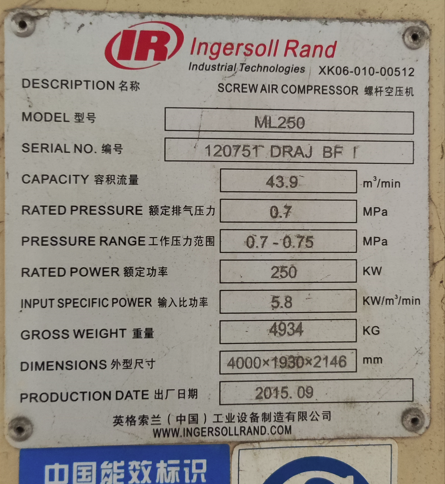 IR Ingersoll Rand
Industrial Technologies XK06-010-00512
DESCRIPTION 名称 SCREW AIR COMPRESSOR 螺杆空压机
MODEL 型号 ML250
SERIAL NO. 编号 120751 DRAJ BF I
CAPACITY 容积流量 43.9 m³/min
RATED PRESSURE 额定排气压力 0.7 MPa
PRESSURE RANGE 工作压力范围 0.7 - 0.75 MPa
RATED POWER 额定功率 250 KW
INPUT SPECIFIC POWER 输入比功率 5.8 KW/m³/min
GROSS WEIGHT 重量 4934 KG
DIMENSIONS 外型尺寸 4000×1930×2146 mm
PRODUCTION DATE 出厂日期 2015.09
英格索兰（中国）工业设备制造有限公司
WWW.INGERSOLLRAND.COM
中国能效标识